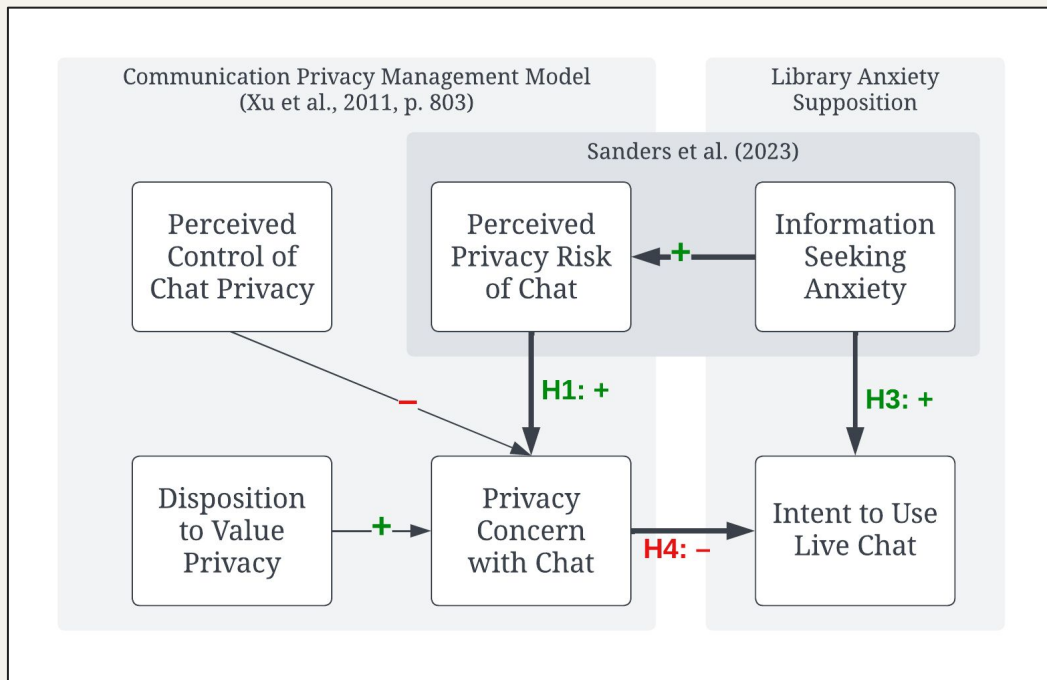 Communication Privacy Management Model
(Xu et al., 2011, p. 803)
Library Anxiety
Supposition
Sanders et al. (2023)
Perceived
Control of
Chat Privacy
Perceived
Privacy Risk
of Chat
+
Information
Seeking
Anxiety
–
H1: +
H3: +
Disposition
to Value
Privacy
+
Privacy
Concern
with Chat
H4: –
Intent to Use
Live Chat